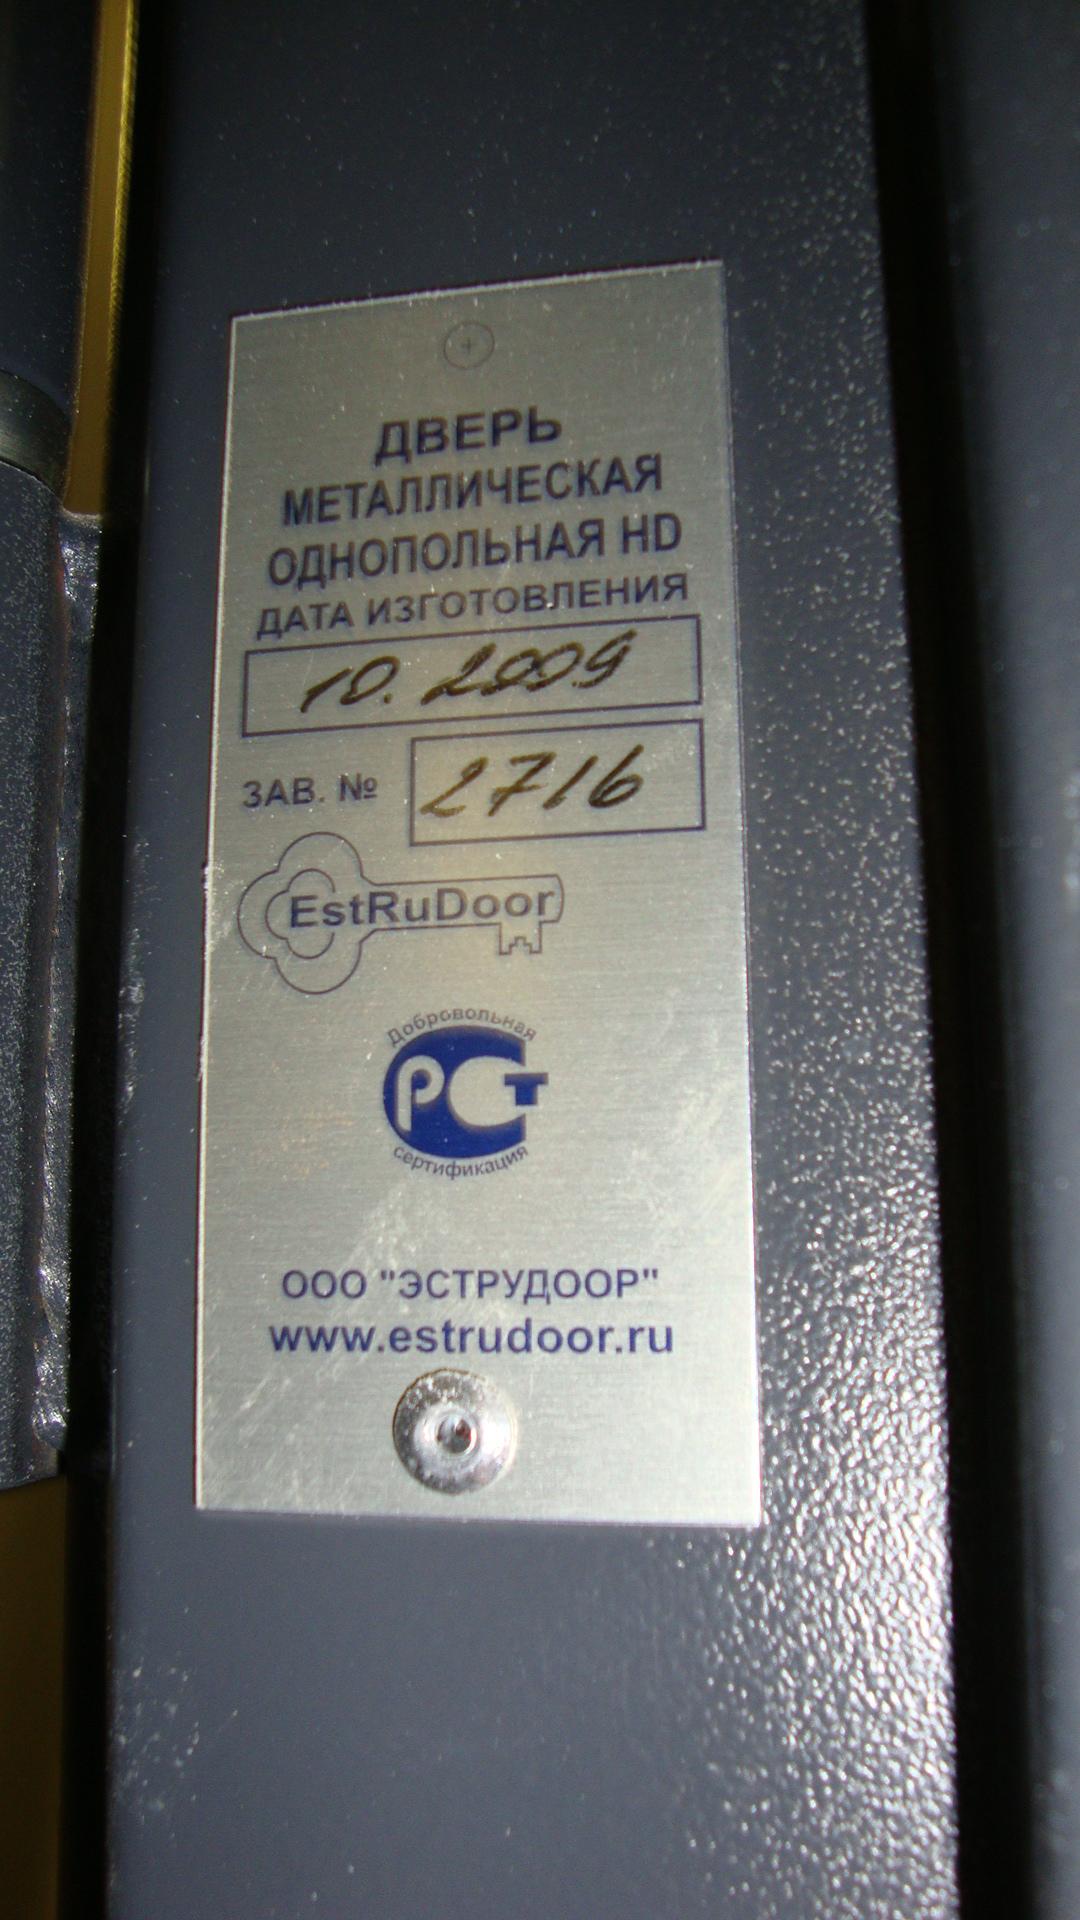 ДВЕРЬ
МЕТАЛЛИЧЕСКАЯ
ОДНОПОЛЬНАЯ HD
ДАТА ИЗГОТОВЛЕНИЯ
10. 2009
ЗАВ. № 2716
EstRuDoor
Добровольная
РСТ
сертификация
ООО "ЭСТРУДООР"
www.estrudoor.ru